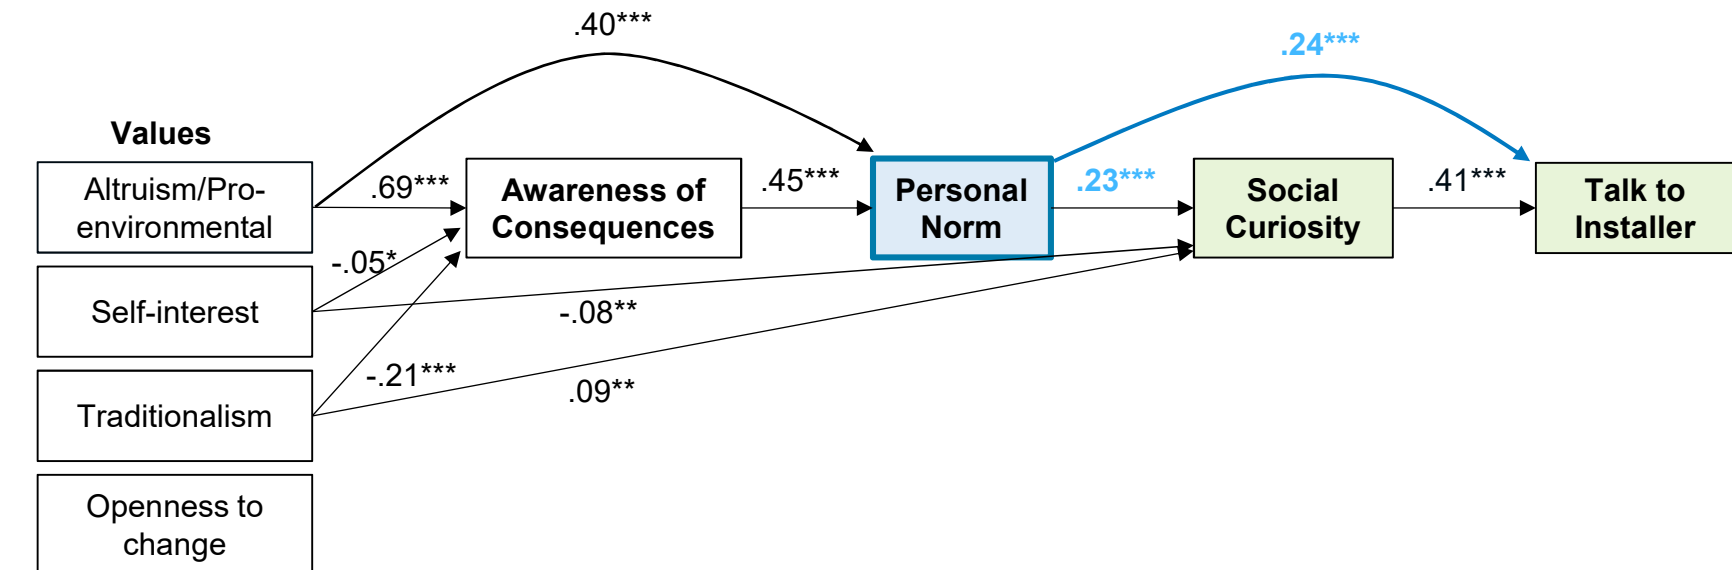 .40***
.24***
Values
Altruism/Pro-
environmental
.69***
Awareness of
Consequences
.45***
Personal
Norm
.23***
Social
Curiosity
.41***
Talk to
Installer
-.05*
Self-interest
-.08**
Traditionalism
-.21***
.09**
Openness to
change